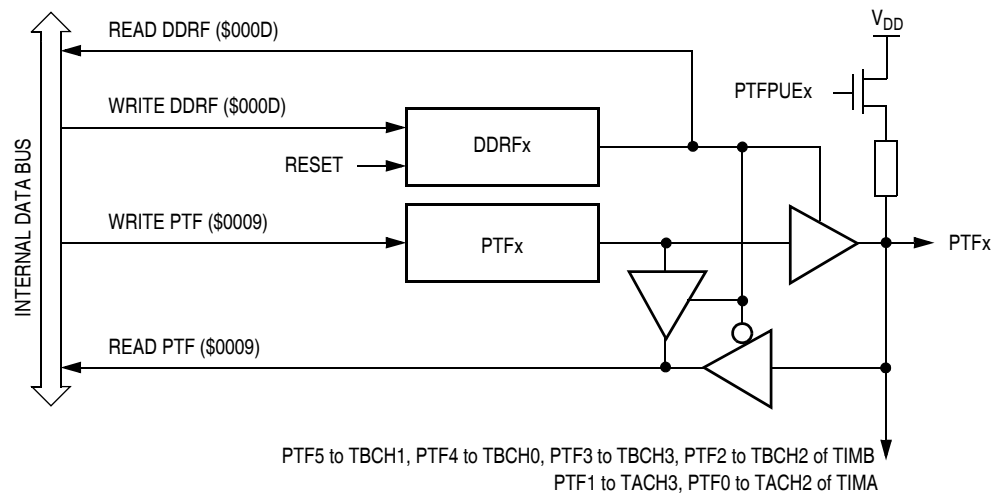 READ DDRF ($000D)
VDD
PTFPUEx
WRITE DDRF ($000D)
DDRFx
RESET
INTERNAL DATA BUS
WRITE PTF ($0009)
PTFx
PTFx
READ PTF ($0009)
PTF5 to TBCH1, PTF4 to TBCH0, PTF3 to TBCH3, PTF2 to TBCH2 of TIMB
PTF1 to TACH3, PTF0 to TACH2 of TIMA